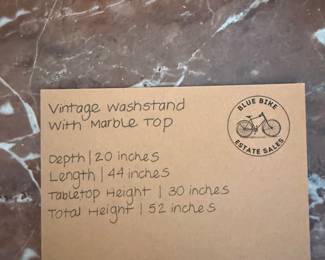 Vintage Washstand
With Marble Top
Depth | 20 inches
Length | 44 inches
Tabletop Height | 30 inches
Total Height | 52 inches
BLUE BIKE
ESTATE SALES